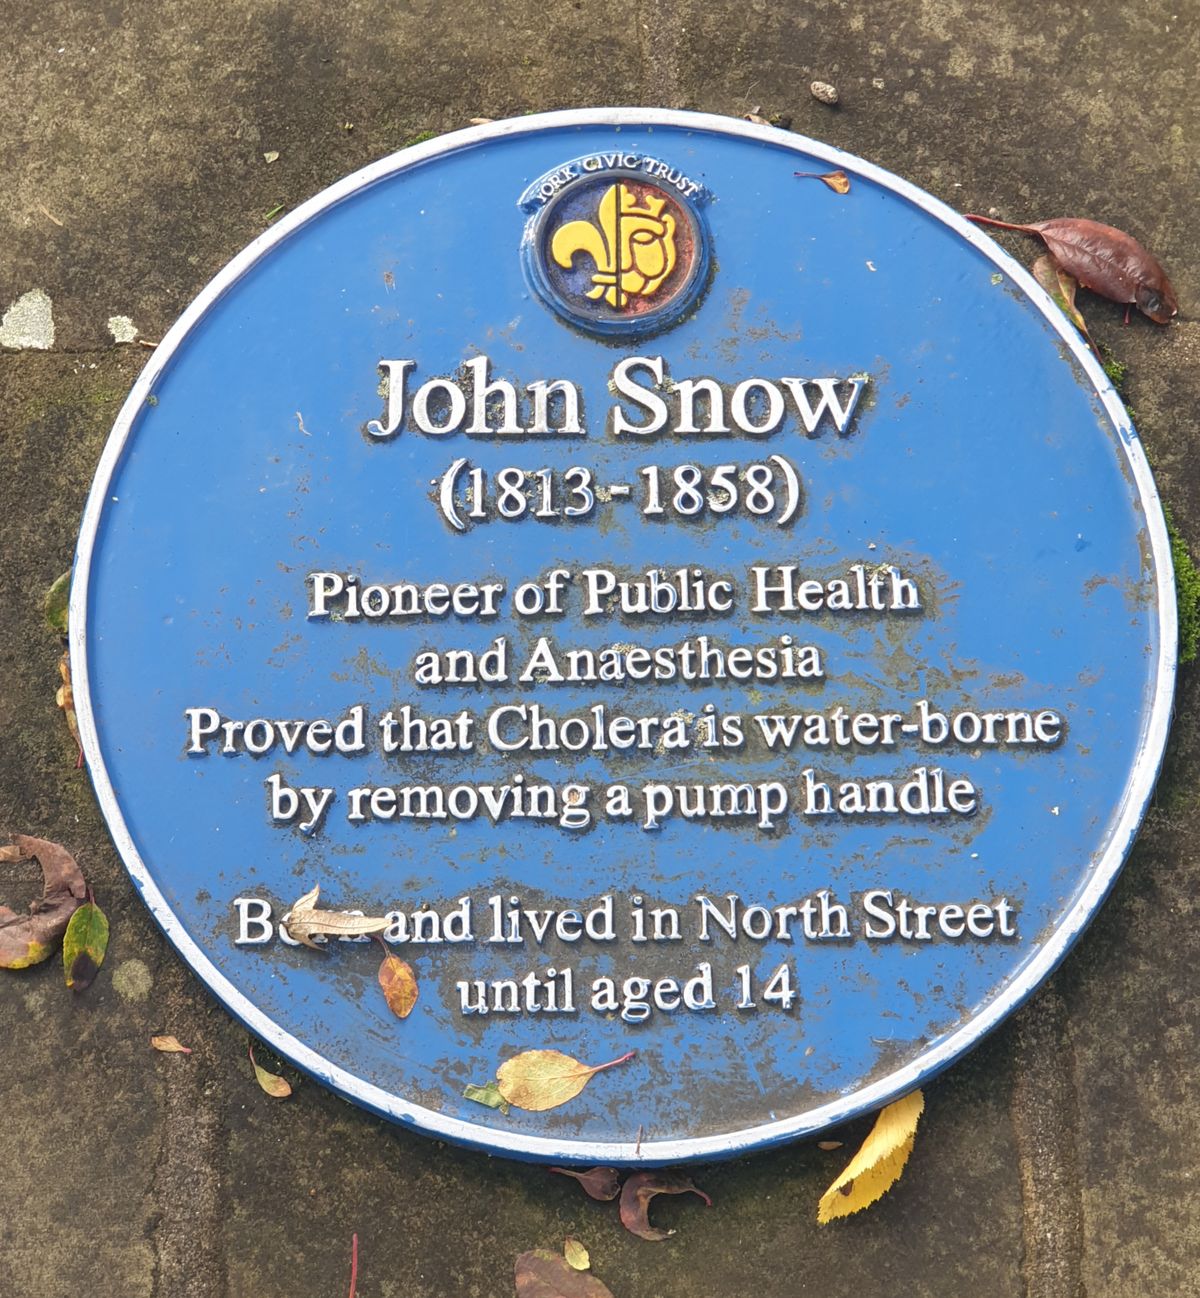 YORK CIVIC TRUST
John Snow
(1813-1858)
Pioneer of Public Health
and Anaesthesia
Proved that Cholera is water-borne
by removing a pump handle
Born and lived in North Street
until aged 14